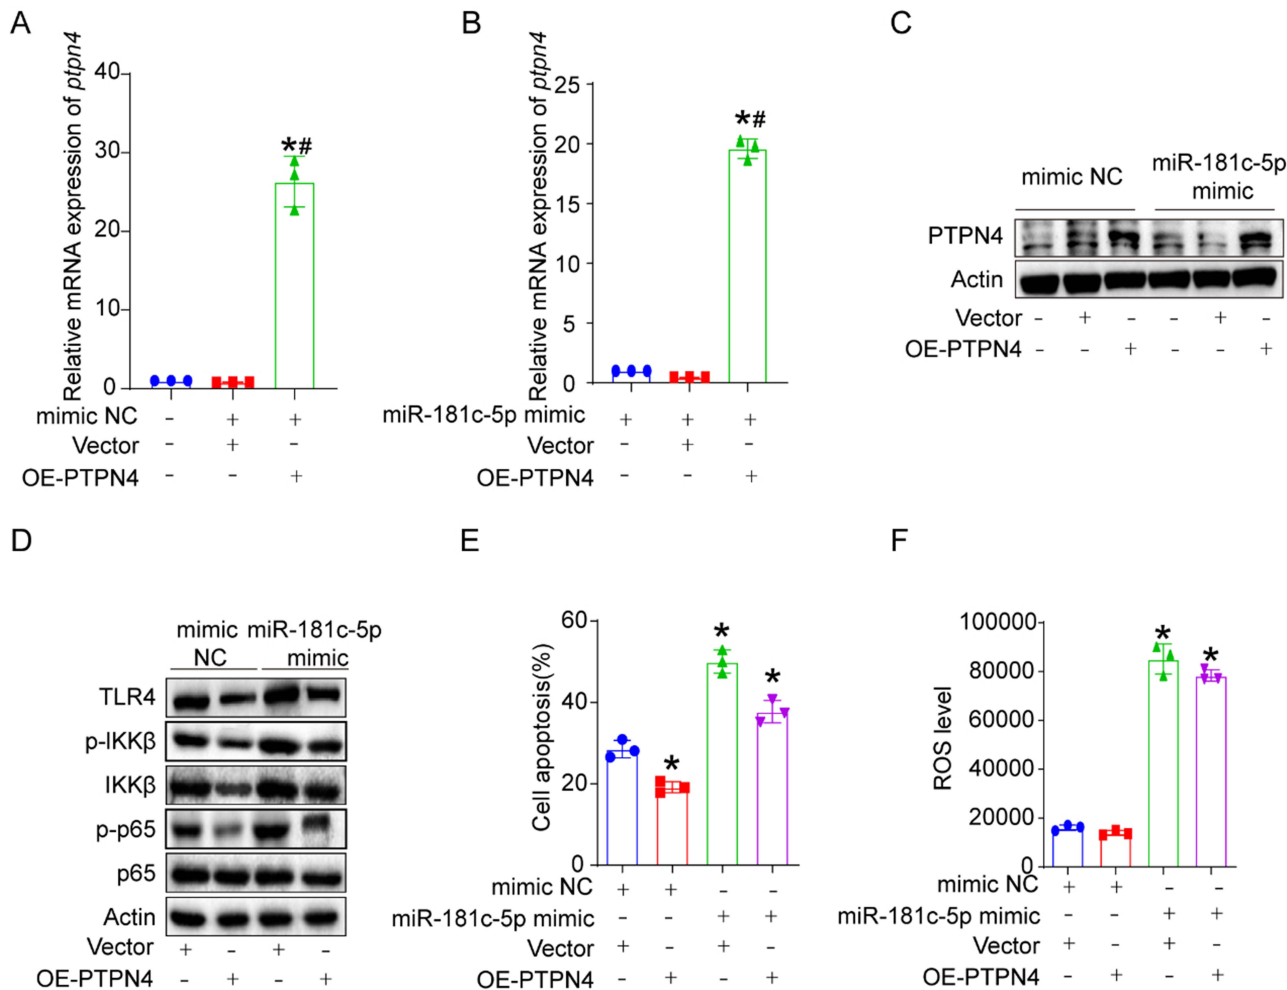 A
Relative mRNA expression of ptpn4
40
30
20
10
0
*#
mimic NC - + +
Vector - + -
OE-PTPN4 - - +
B
Relative mRNA expression of ptpn4
25
20
15
10
5
0
*#
miR-181c-5p mimic + + +
Vector - + -
OE-PTPN4 - - +
C
mimic NC
miR-181c-5p
mimic
PTPN4
Actin
Vector - + - - + -
OE-PTPN4 - - + - - +
D
mimic
NC
miR-181c-5p
mimic
TLR4
p-IKKβ
IKKβ
p-p65
p65
Actin
Vector + - + -
OE-PTPN4 - + - +
E
Cell apoptosis(%)
60
40
20
0
*
*
*
mimic NC + + - -
miR-181c-5p mimic - - + +
Vector + - + -
OE-PTPN4 - + - +
F
ROS level
100000
80000
60000
40000
20000
0
*
*
mimic NC + + - -
miR-181c-5p mimic - - + +
Vector + - + -
OE-PTPN4 - + - +